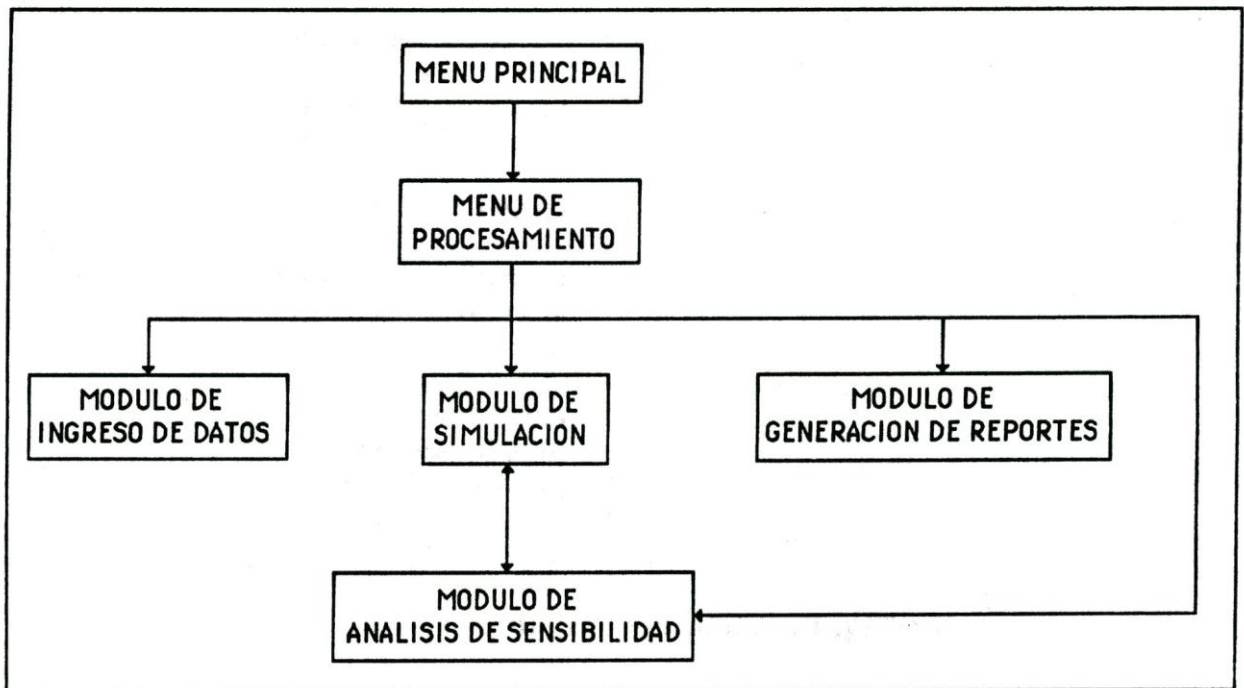 MENU PRINCIPAL
MENU DE
PROCESAMIENTO
MODULO DE
INGRESO DE DATOS
MODULO DE
SIMULACION
MODULO DE
GENERACION DE REPORTES
MODULO DE
ANALISIS DE SENSIBILIDAD